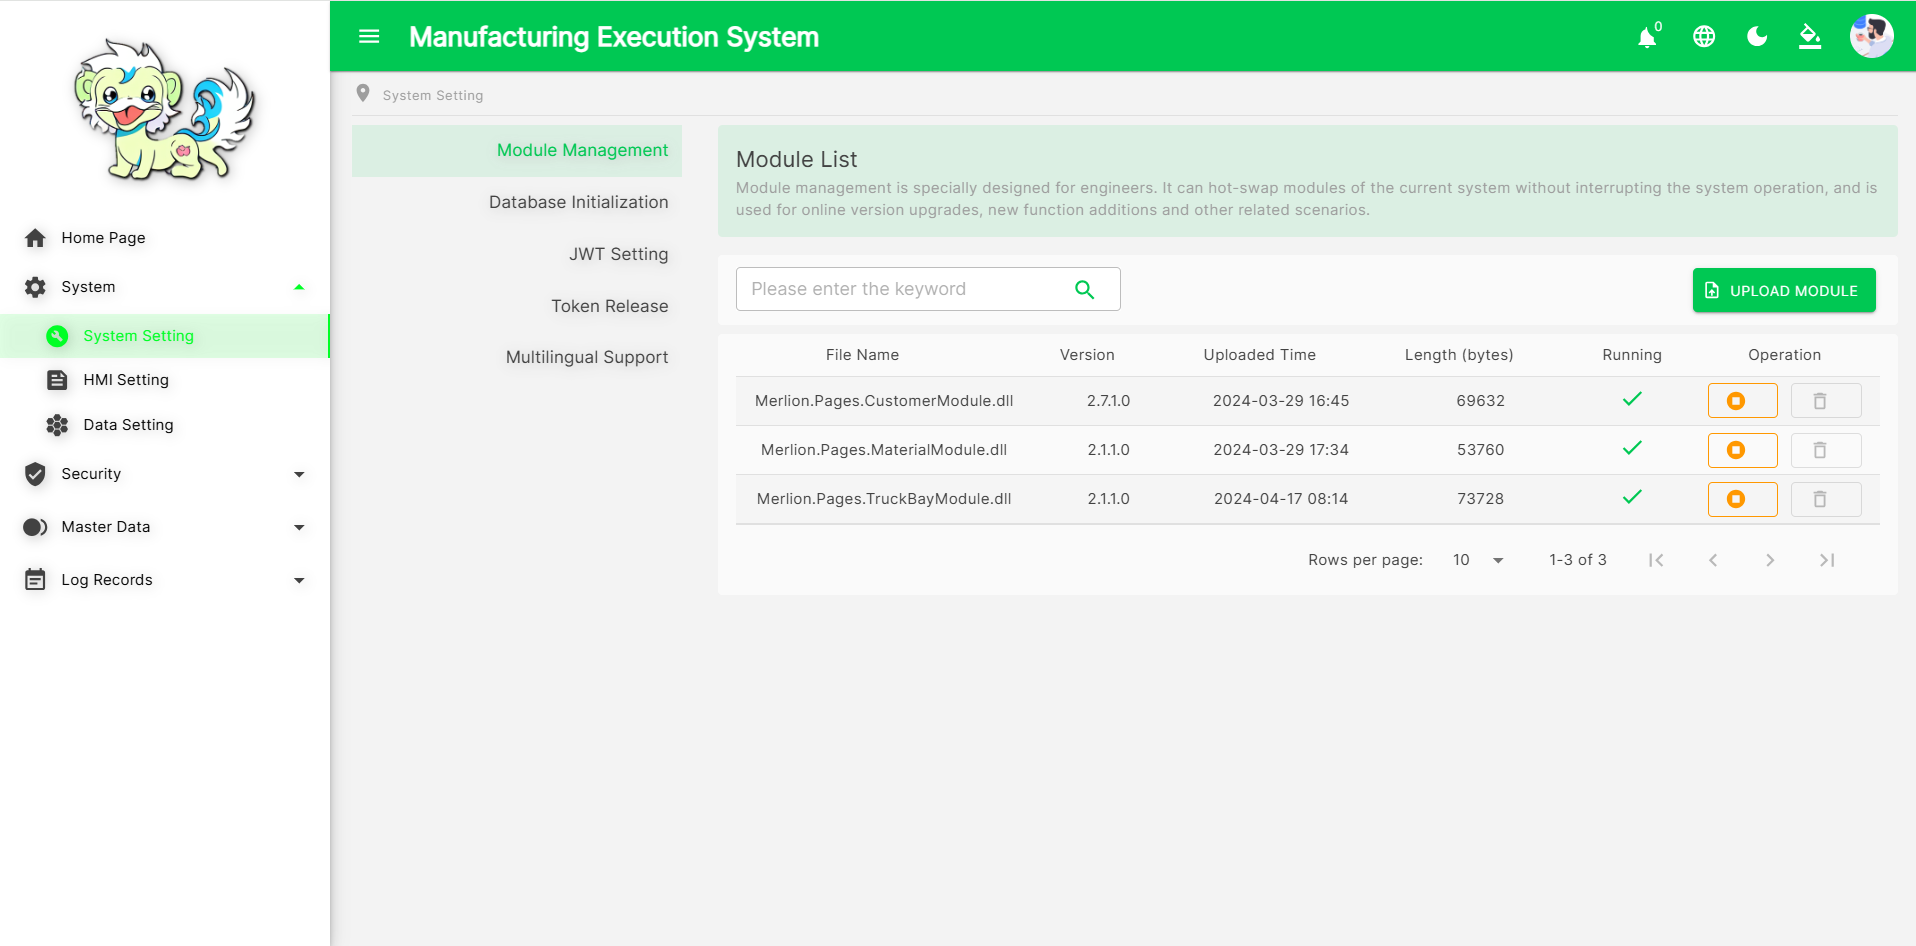 Manufacturing Execution System
0
System Setting
Home Page
System
System Setting
HMI Setting
Data Setting
Security
Master Data
Log Records
Module Management
Database Initialization
JWT Setting
Token Release
Multilingual Support
Module List
Module management is specially designed for engineers. It can hot-swap modules of the current system without interrupting the system operation, and is
used for online version upgrades, new function additions and other related scenarios.
Please enter the keyword
UPLOAD MODULE
File Name Version Uploaded Time Length (bytes) Running Operation
Merlion.Pages.CustomerModule.dll 2.7.1.0 2024-03-29 16:45 69632
Merlion.Pages.MaterialModule.dll 2.1.1.0 2024-03-29 17:34 53760
Merlion.Pages.TruckBayModule.dll 2.1.1.0 2024-04-17 08:14 73728
Rows per page: 10 1-3 of 3